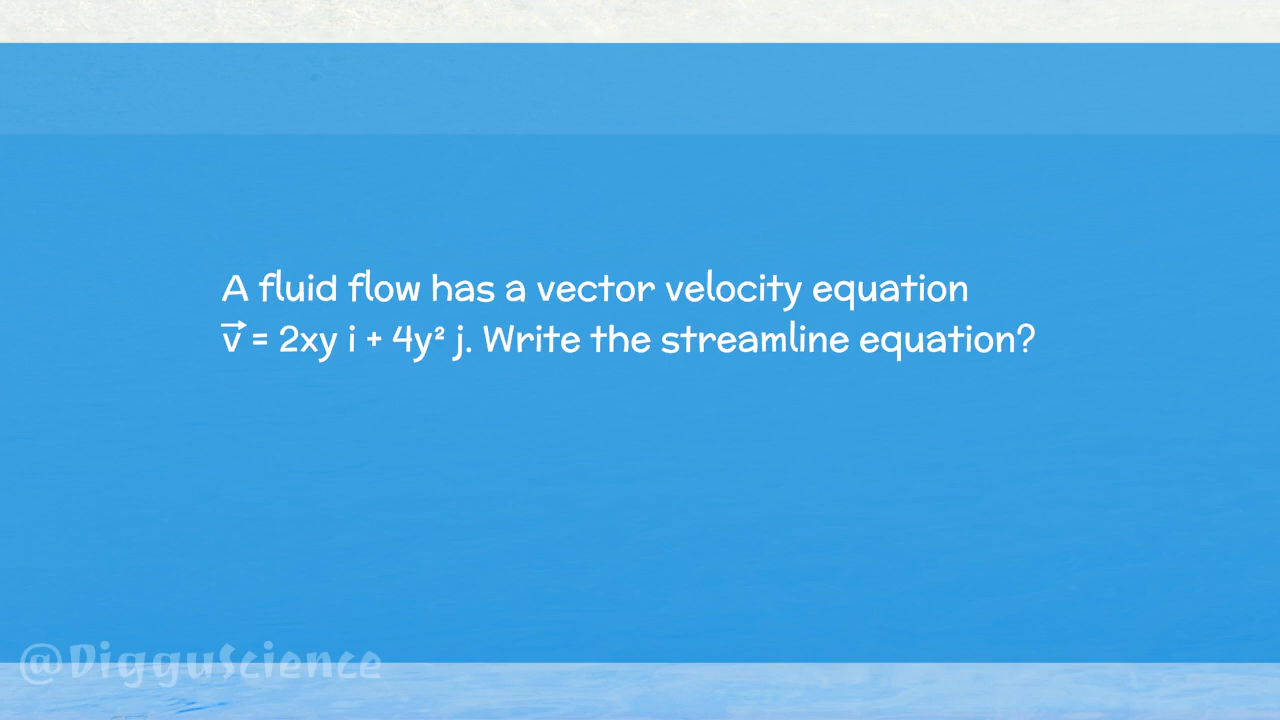 A fluid flow has a vector velocity equation
v⃗ = 2xy i + 4y² j. Write the streamline equation?
@DigguScience